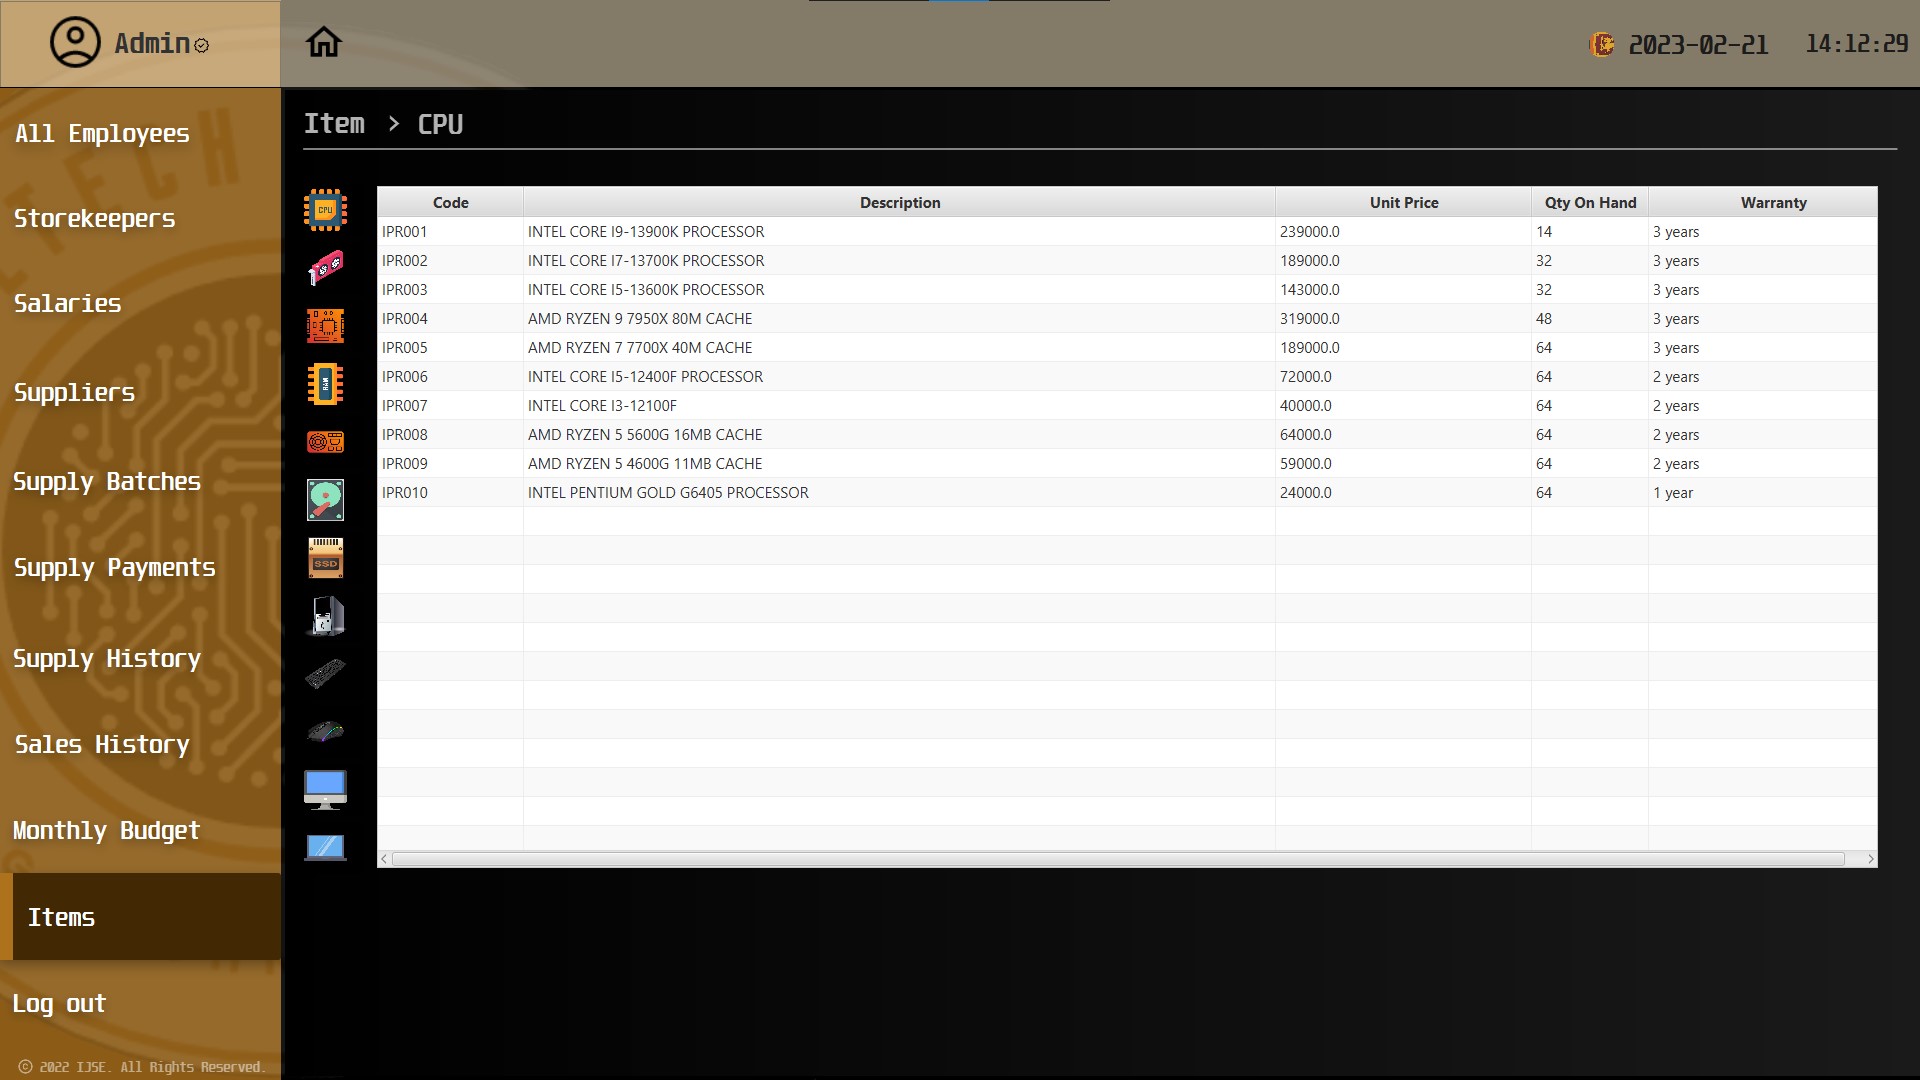 Admin
2023-02-21 14:12:29
All Employees
Storekeepers
Salaries
Suppliers
Supply Batches
Supply Payments
Supply History
Sales History
Monthly Budget
Items
Log out
© 2022 IJSE. All Rights Reserved.
Item > CPU
CPU
RAM
SSD
Code Description Unit Price Qty On Hand Warranty
IPR001 INTEL CORE I9-13900K PROCESSOR 239000.0 14 3 years
IPR002 INTEL CORE I7-13700K PROCESSOR 189000.0 32 3 years
IPR003 INTEL CORE I5-13600K PROCESSOR 143000.0 32 3 years
IPR004 AMD RYZEN 9 7950X 80M CACHE 319000.0 48 3 years
IPR005 AMD RYZEN 7 7700X 40M CACHE 189000.0 64 3 years
IPR006 INTEL CORE I5-12400F PROCESSOR 72000.0 64 2 years
IPR007 INTEL CORE I3-12100F 40000.0 64 2 years
IPR008 AMD RYZEN 5 5600G 16MB CACHE 64000.0 64 2 years
IPR009 AMD RYZEN 5 4600G 11MB CACHE 59000.0 64 2 years
IPR010 INTEL PENTIUM GOLD G6405 PROCESSOR 24000.0 64 1 year